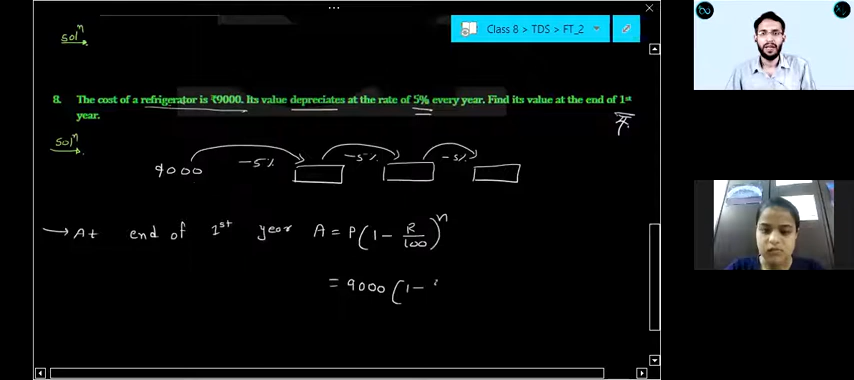 ...
solⁿ
Class 8 > TDS > FT_2
8. The cost of a refrigerator is ₹9000. Its value depreciates at the rate of 5% every year. Find its value at the end of 1st
year.
solⁿ
9000 -5% -5% -5%
→ At end of 1st year A = P(1 - R/100)ⁿ
= 9000 (1 -